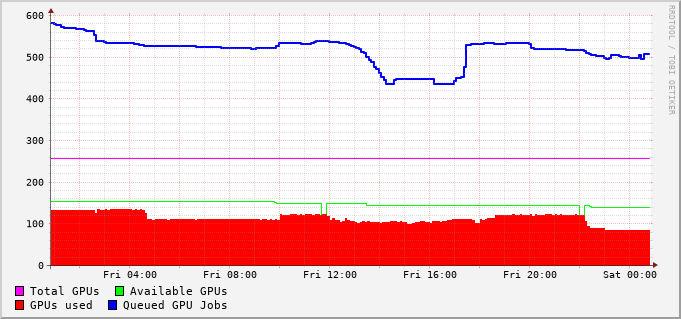 600
500
400
300
200
100
0
Fri 04:00 Fri 08:00 Fri 12:00 Fri 16:00 Fri 20:00 Sat 00:00
Total GPUs Available GPUs
GPUs used Queued GPU Jobs
RRDTOOL / TOBI OETIKER